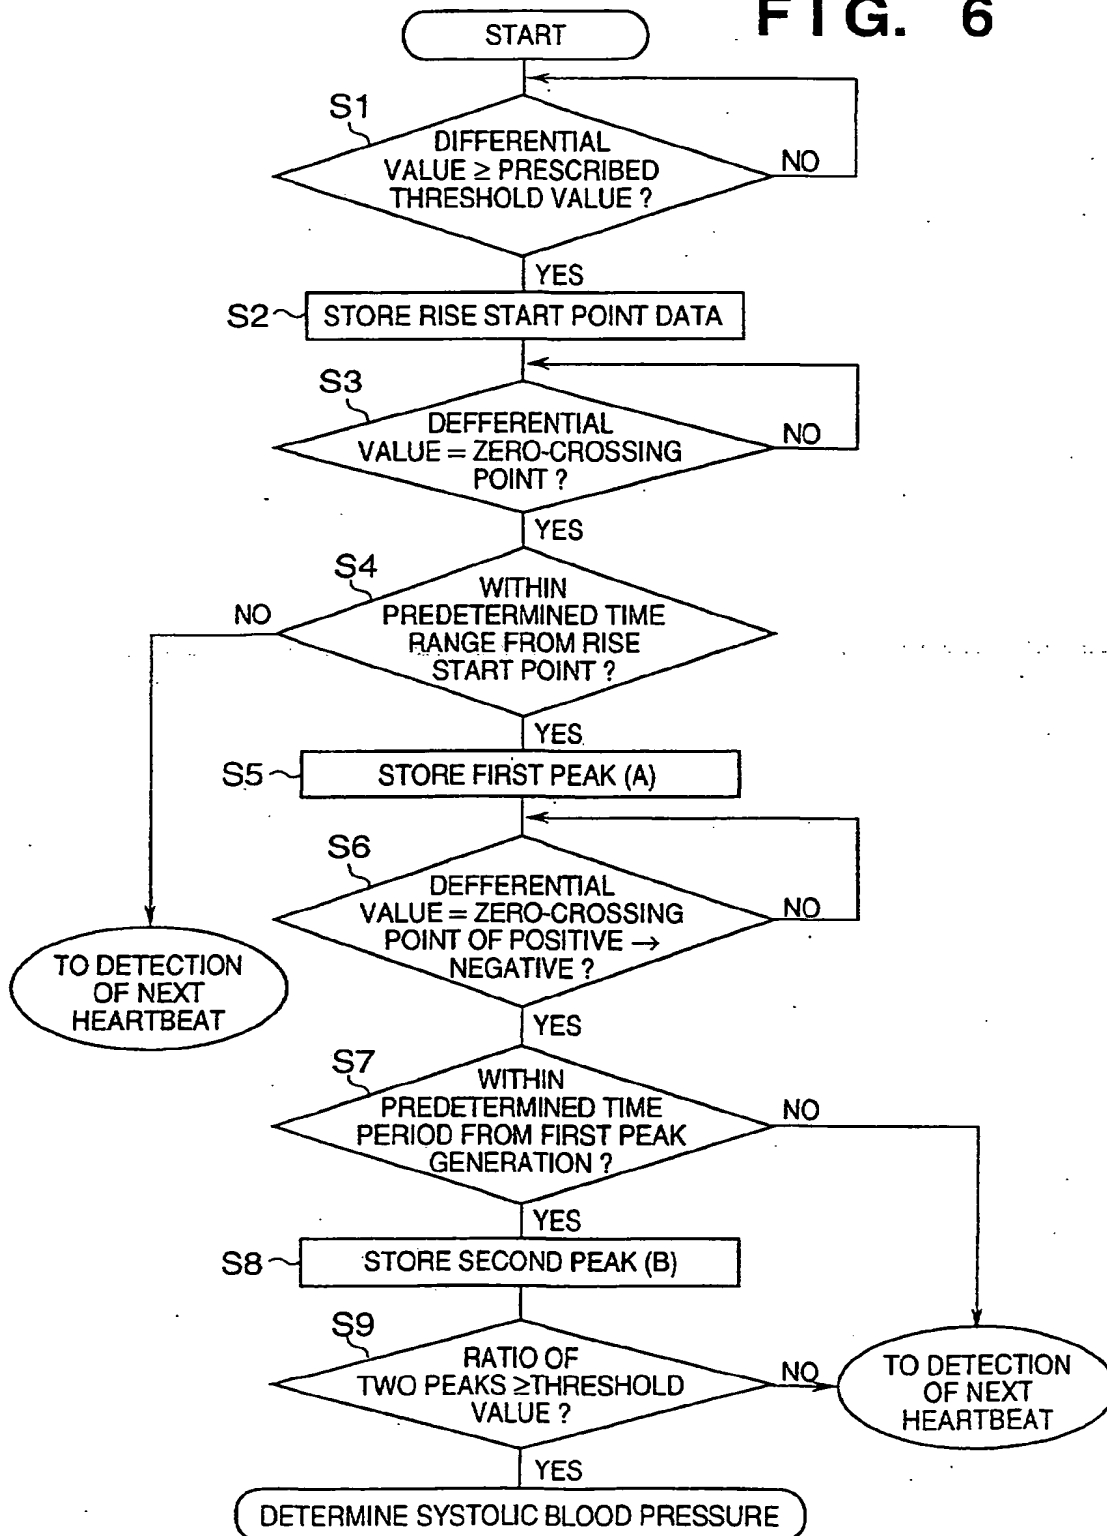 FIG. 6
START
S1
DIFFERENTIAL
VALUE ≥ PRESCRIBED
THRESHOLD VALUE ?
NO
YES
S2
STORE RISE START POINT DATA
S3
DEFFERENTIAL
VALUE = ZERO-CROSSING
POINT ?
NO
YES
S4
WITHIN
PREDETERMINED TIME
RANGE FROM RISE
START POINT ?
NO
YES
S5
STORE FIRST PEAK (A)
S6
DEFFERENTIAL
VALUE = ZERO-CROSSING
POINT OF POSITIVE →
NEGATIVE ?
NO
TO DETECTION
OF NEXT
HEARTBEAT
YES
S7
WITHIN
PREDETERMINED TIME
PERIOD FROM FIRST PEAK
GENERATION ?
NO
YES
S8
STORE SECOND PEAK (B)
S9
RATIO OF
TWO PEAKS ≥THRESHOLD
VALUE ?
NO
TO DETECTION
OF NEXT
HEARTBEAT
YES
DETERMINE SYSTOLIC BLOOD PRESSURE